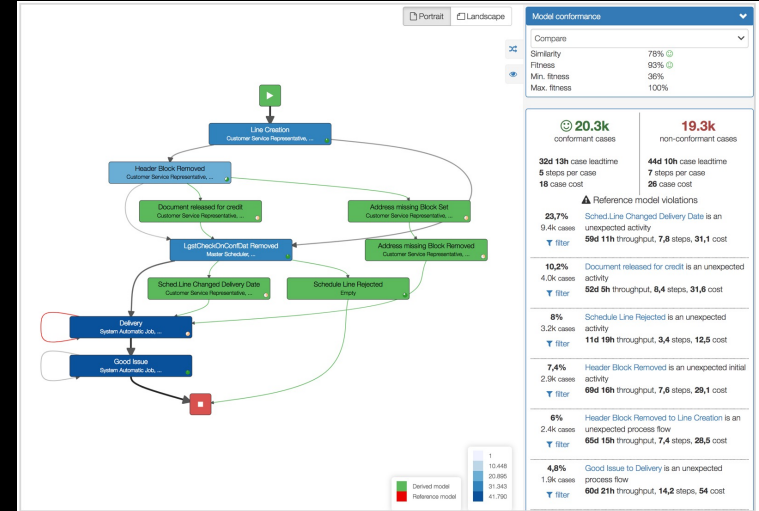 Portrait
Landscape
Line Creation
Customer Service Representative, ...
Header Block Removed
Customer Service Representative, ...
Document released for credit
Customer Service Representative, ...
Address missing Block Set
Customer Service Representative, ...
LgstCheckOnConfDat Removed
Master Scheduler, ...
Address missing Block Removed
Customer Service Representative, ...
Sched.Line Changed Delivery Date
Customer Service Representative, ...
Schedule Line Rejected
Empty
Delivery
System Automatic Job, ...
Good Issue
System Automatic Job, ...
Derived model
Reference model
1
10.448
20.895
31.343
41.790
Model conformance
Compare
Similarity 78%
Fitness 93%
Min. fitness 36%
Max. fitness 100%
20.3k
conformant cases
32d 13h case leadtime
5 steps per case
18 case cost
19.3k
non-conformant cases
44d 10h case leadtime
7 steps per case
26 case cost
Reference model violations
23,7%
9.4k cases
filter
Sched.Line Changed Delivery Date is an
unexpected activity
59d 11h throughput, 7,8 steps, 31,1 cost
10,2%
4.0k cases
filter
Document released for credit is an unexpected
activity
52d 5h throughput, 8,4 steps, 31,6 cost
8%
3.2k cases
filter
Schedule Line Rejected is an unexpected
activity
11d 19h throughput, 3,4 steps, 12,5 cost
7,4%
2.9k cases
filter
Header Block Removed is an unexpected initial
activity
69d 16h throughput, 7,6 steps, 29,1 cost
6%
2.4k cases
filter
Header Block Removed to Line Creation is an
unexpected process flow
65d 15h throughput, 7,4 steps, 28,5 cost
4,8%
1.9k cases
filter
Good Issue to Delivery is an unexpected
process flow
60d 21h throughput, 14,2 steps, 54 cost